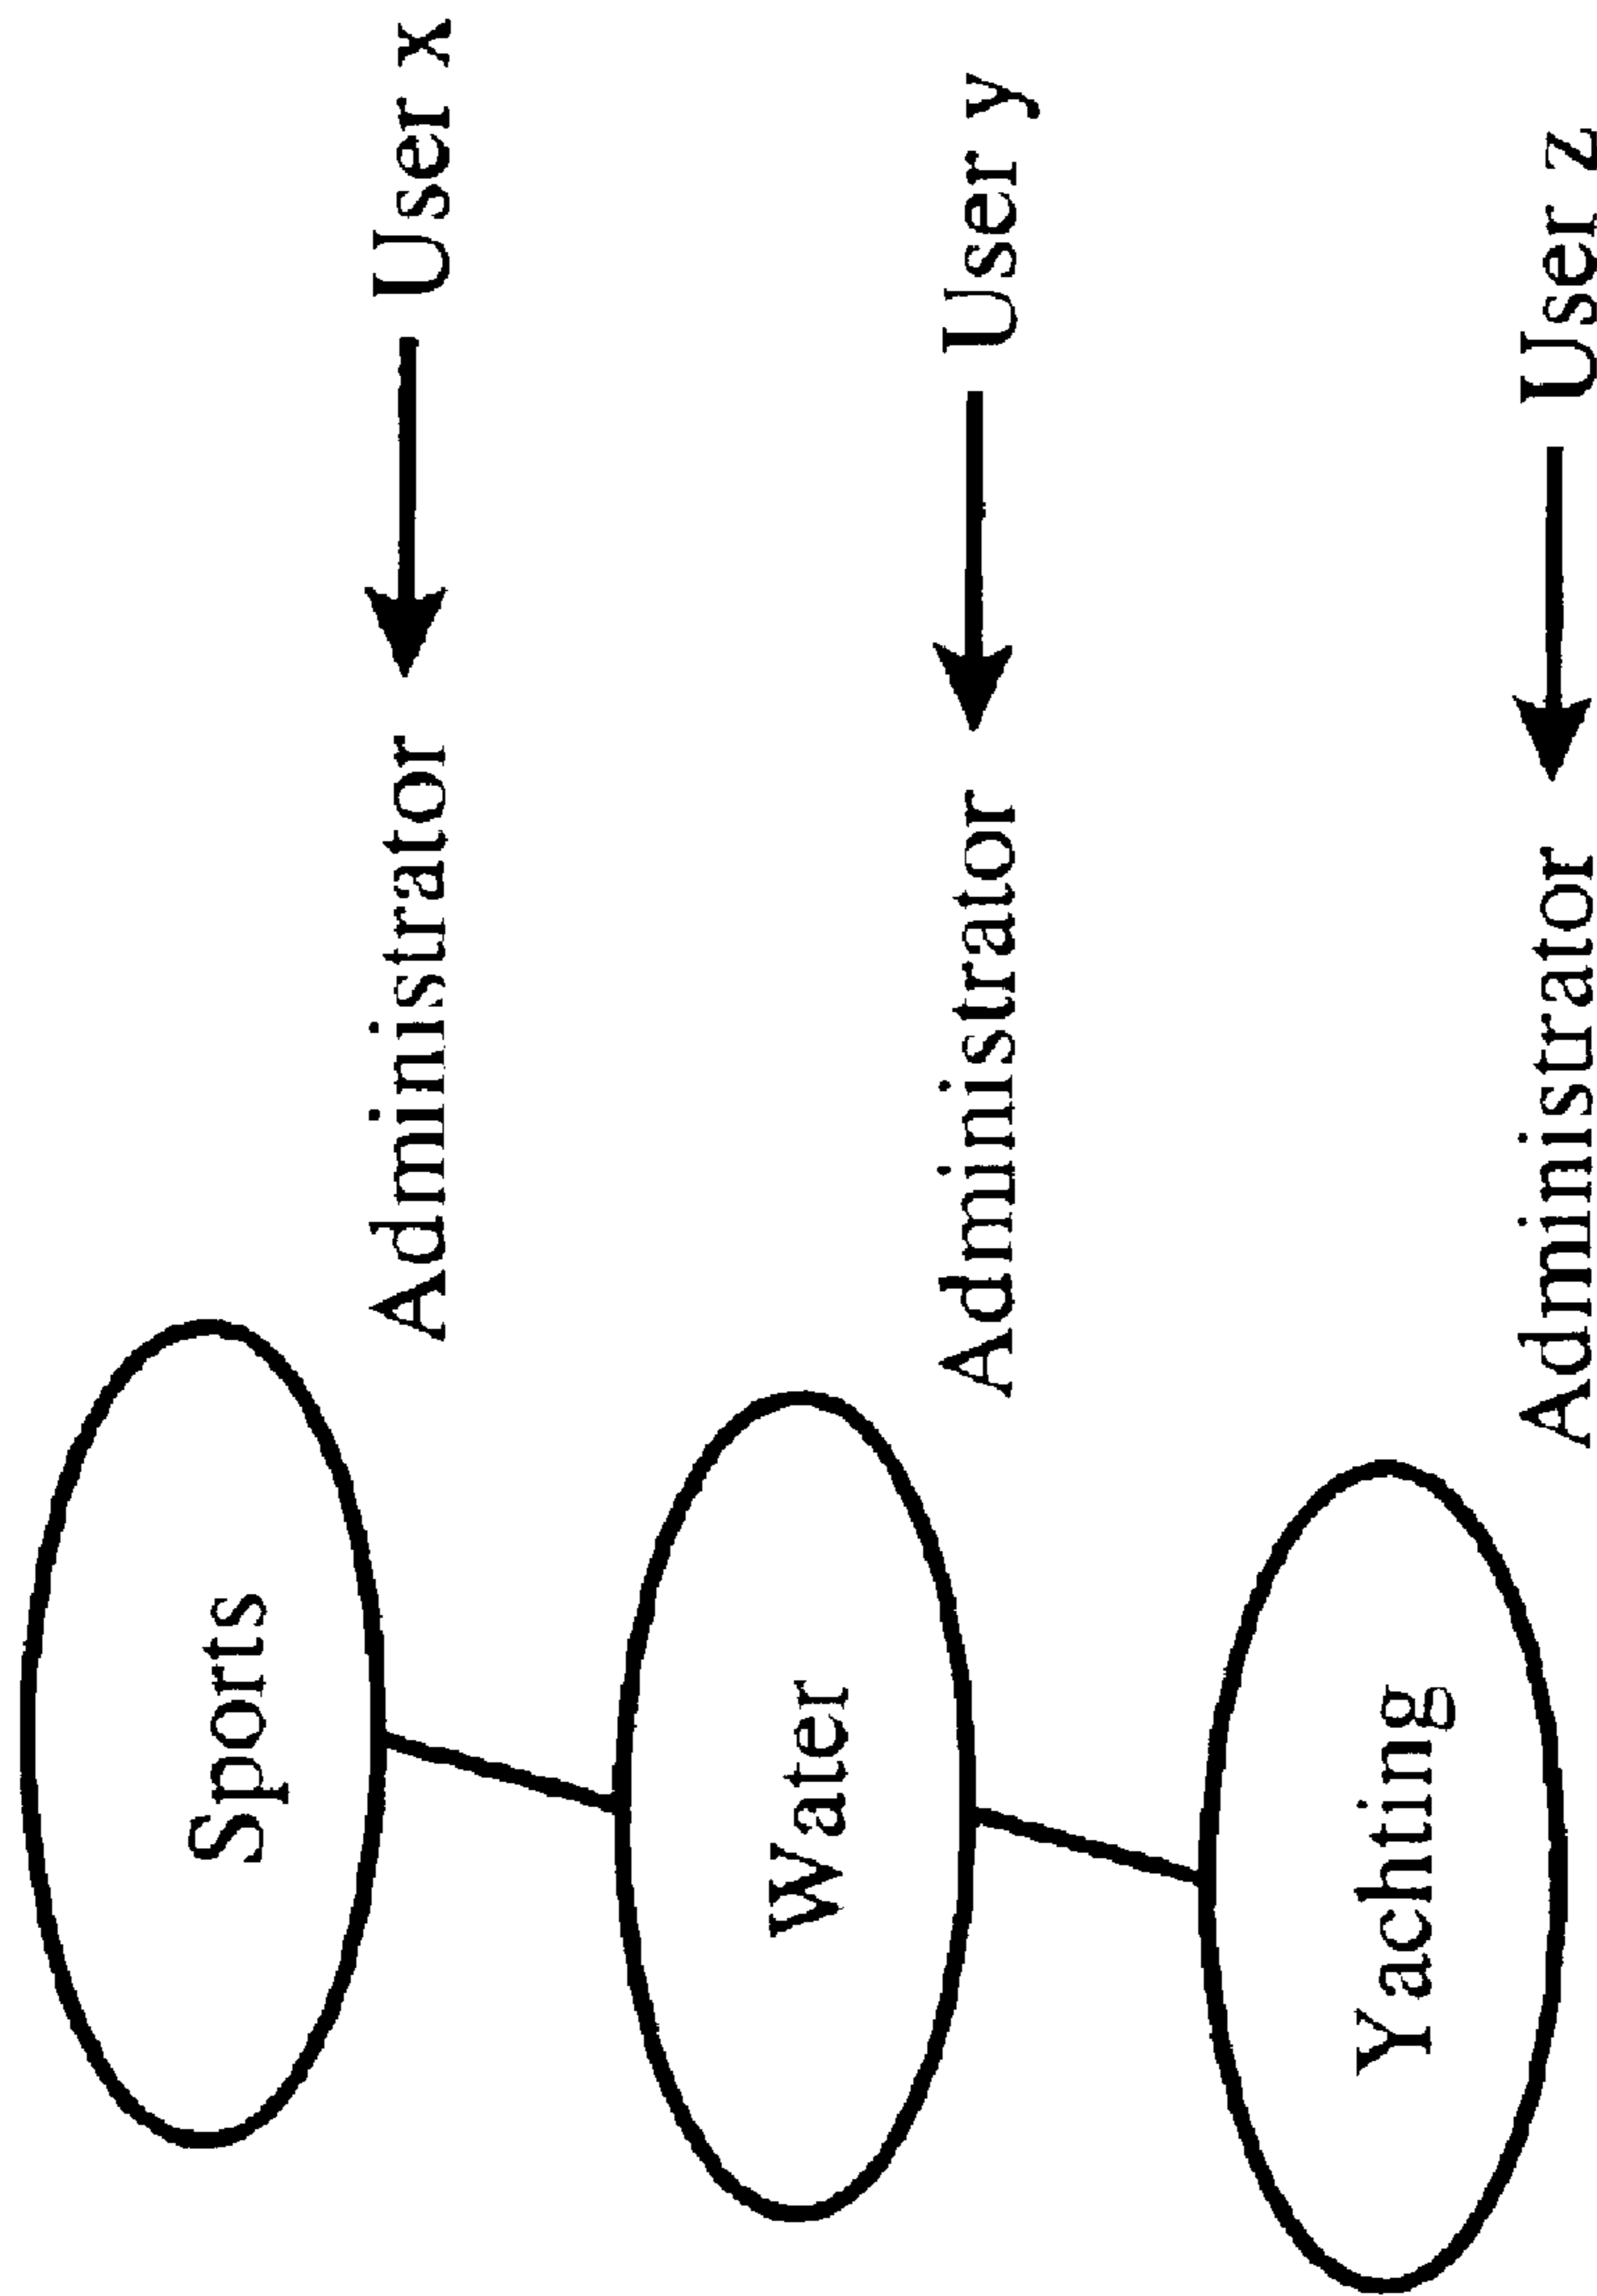 Sports
Administrator User x
Water
Administrator User y
Yachting
Administrator User z